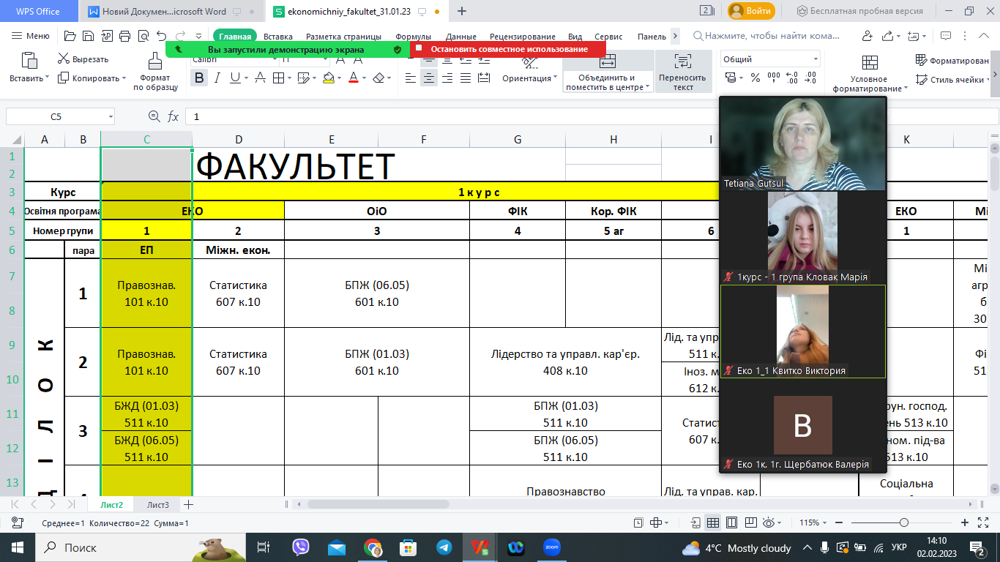 WPS Office
Новий Документ...icrosoft Word
ekonomichniy_fakultet_31.01.23
2
Войти
Бесплатная пробная версия
Меню
Главная
Вставка
Разметка страницы
Формулы
Данные
Рецензирование
Вид
Сервис
Панель
Нажмите, чтобы найти кома...
Вы запустили демонстрацию экрана
Остановить совместное использование
Вставить
Вырезать
Копировать
Формат
по образцу
Calibri
11
Ориентация
Объединить и
поместить в центре
Переносить
текст
Общий
Условное
форматирование
Форматирован
Стиль ячейки
C5
1
A B C D E F G H I K
1
2
3
4
5
6
7
8
9
10
11
12
13
ФАКУЛЬТЕТ
Курс
1 к у р с
Освітня програма
ЕКО
ОіО
ФІК
Кор. ФІК
ЕКО
Мі
Номер групи
1
2
3
4
5 аг
6
1
пара
ЕП
Міжн. екон.
1
Правознав.
101 к.10
Статистика
607 к.10
БПЖ (06.05)
601 к.10
Мі
агр
б
30
2
Правознав.
101 к.10
Статистика
607 к.10
БПЖ (01.03)
601 к.10
Лідерство та управл. кар'єр.
408 к.10
Лід. та упр
511 к.
Іноз. м
612 к.
Фі
51
3
БЖД (01.03)
511 к.10
БЖД (06.05)
511 к.10
БПЖ (01.03)
511 к.10
БПЖ (06.05)
511 к.10
Статист
607 к.
рун. господ.
ень 513 к.10
ном. під-ва
513 к.10
Д І Л О К
Правознавство
Лід. та управ. кар.
Соціальна
Tetiana Gutsul
1курс - 1 група Кловак Марія
Еко 1_1 Квитко Виктория
В
Еко 1к. 1г. Щербатюк Валерія
Лист2
Лист3
Среднее=1 Количество=22 Сумма=1
115%
Поиск
zoom
4°C Mostly cloudy
УКР
14:10
02.02.2023
2